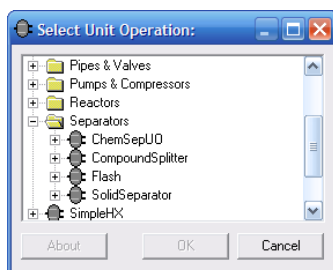 Select Unit Operation:
Pipes & Valves
Pumps & Compressors
Reactors
Separators
ChemSepUO
CompoundSplitter
Flash
SolidSeparator
SimpleHX
About OK Cancel